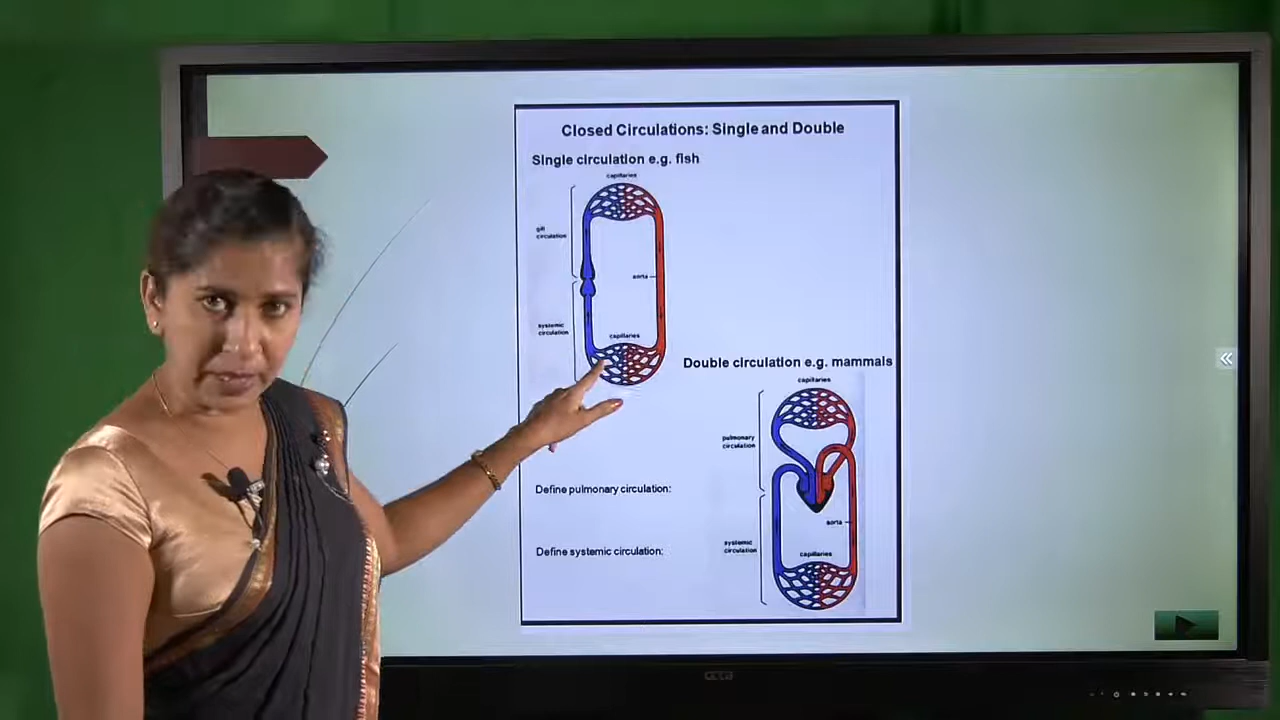 Closed Circulations: Single and Double
Single circulation e.g. fish
capillaries
gill
circulation
aorta
systemic
circulation
capillaries
Double circulation e.g. mammals
capillaries
pulmonary
circulation
Define pulmonary circulation:
aorta
systemic
circulation
Define systemic circulation:
capillaries